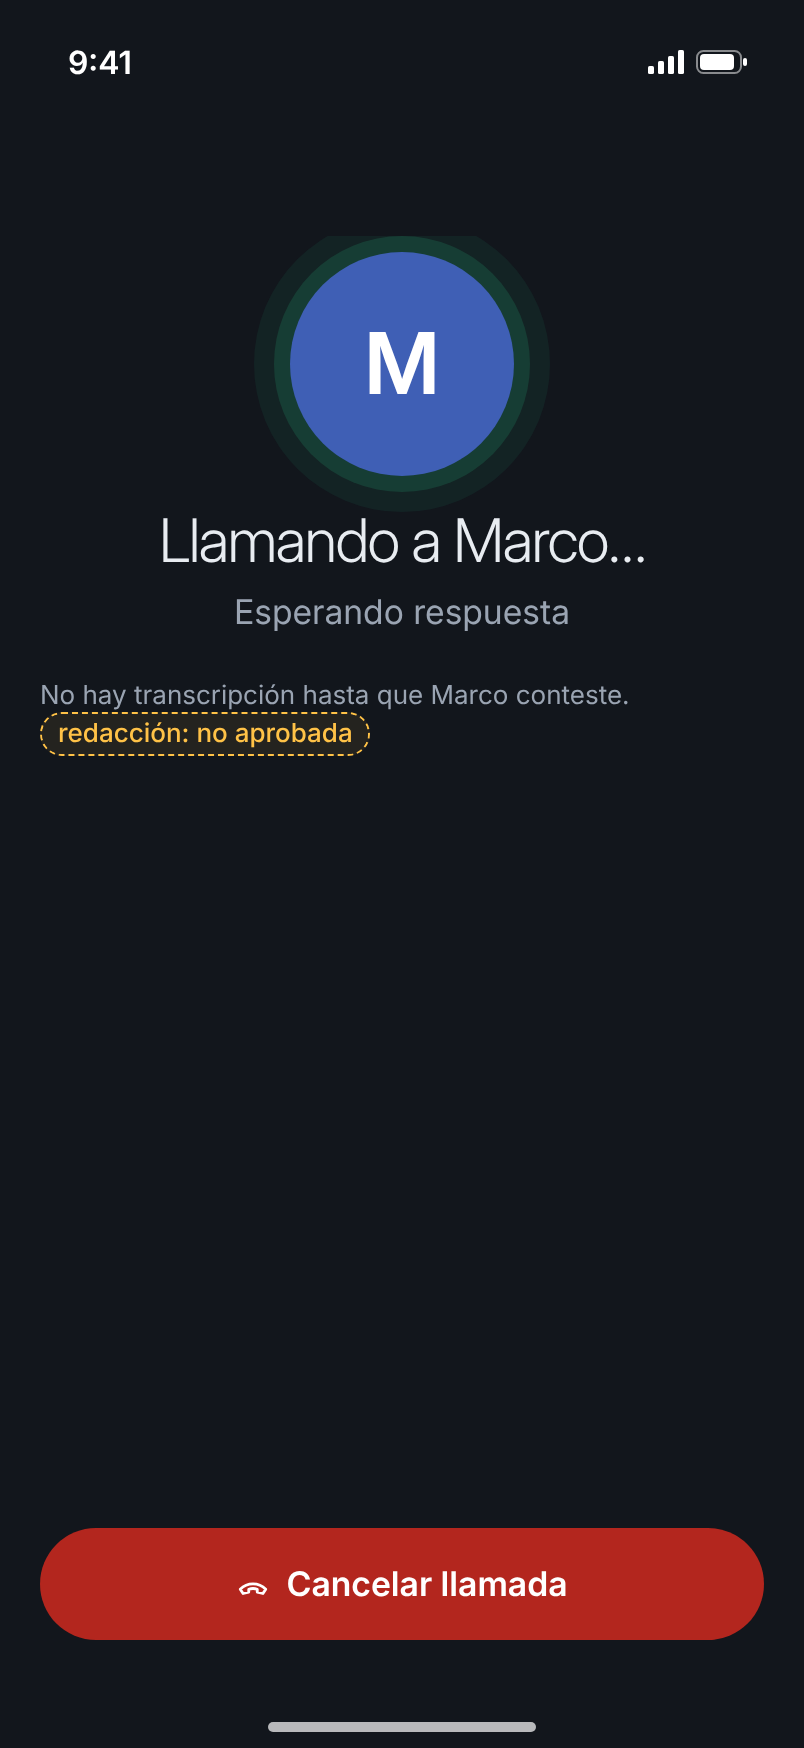 9:41
M
Llamando a Marco...
Esperando respuesta
No hay transcripción hasta que Marco conteste.
redacción: no aprobada
Cancelar llamada